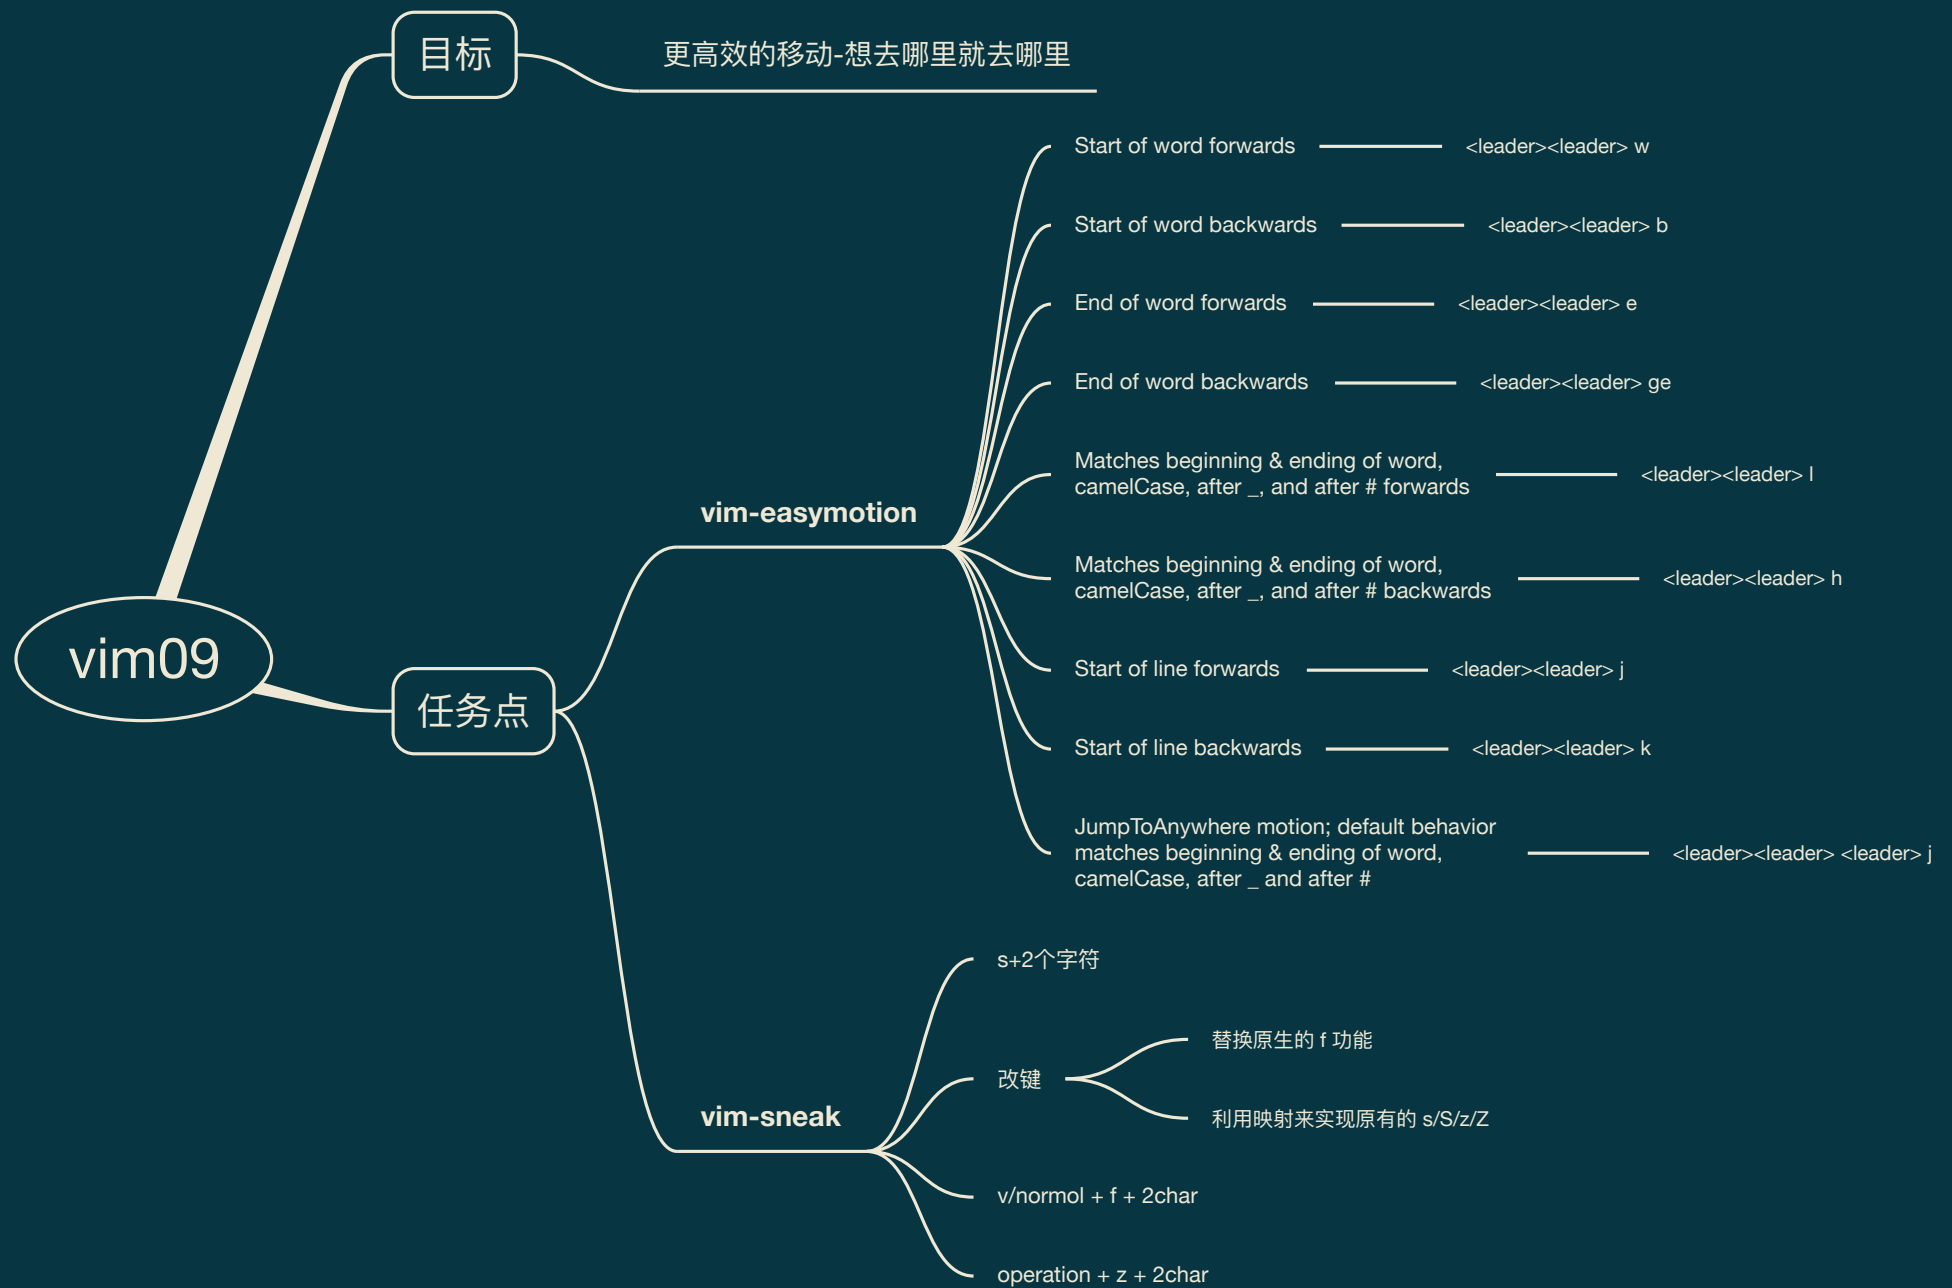 目标
更高效的移动-想去哪里就去哪里
vim09
任务点
vim-easymotion
Start of word forwards
<leader><leader> w
Start of word backwards
<leader><leader> b
End of word forwards
<leader><leader> e
End of word backwards
<leader><leader> ge
Matches beginning & ending of word,
camelCase, after _, and after # forwards
<leader><leader> l
Matches beginning & ending of word,
camelCase, after _, and after # backwards
<leader><leader> h
Start of line forwards
<leader><leader> j
Start of line backwards
<leader><leader> k
JumpToAnywhere motion; default behavior
matches beginning & ending of word,
camelCase, after _ and after #
<leader><leader> <leader> j
vim-sneak
s+2个字符
改键
替换原生的 f 功能
利用映射来实现原有的 s/S/z/Z
v/normol + f + 2char
operation + z + 2char